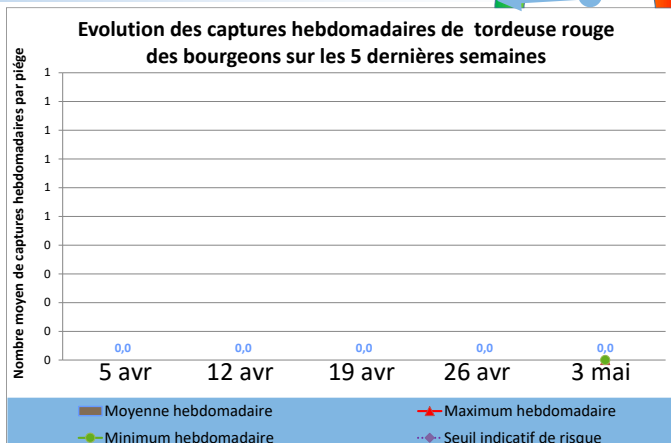 Evolution des captures hebdomadaires de tordeuse rouge
des bourgeons sur les 5 dernières semaines
Nombre moyen de captures hebdomadaires par piége
1
1
1
1
1
1
0
0
0
0
0
0,0 0,0 0,0 0,0 0,0
5 avr 12 avr 19 avr 26 avr 3 mai
Moyenne hebdomadaire Maximum hebdomadaire
Minimum hebdomadaire Seuil indicatif de risque